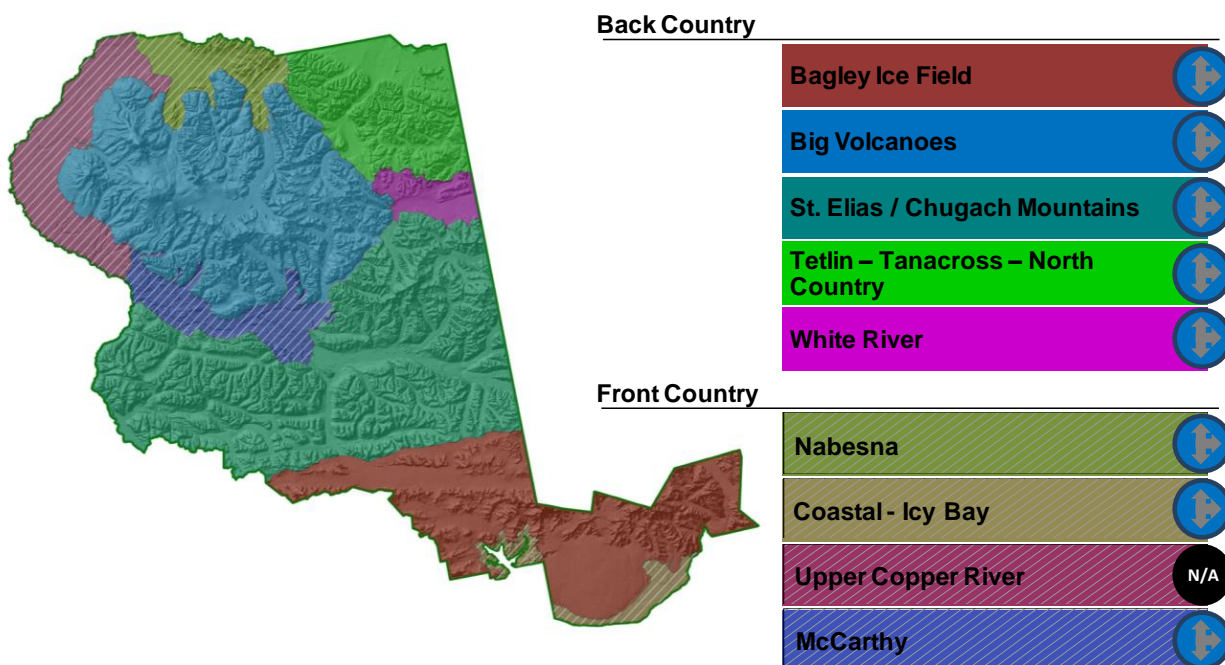 Back Country
Bagley Ice Field
Big Volcanoes
St. Elias / Chugach Mountains
Tetlin – Tanacross – North
Country
White River
Front Country
Nabesna
Coastal - Icy Bay
Upper Copper River
N/A
McCarthy